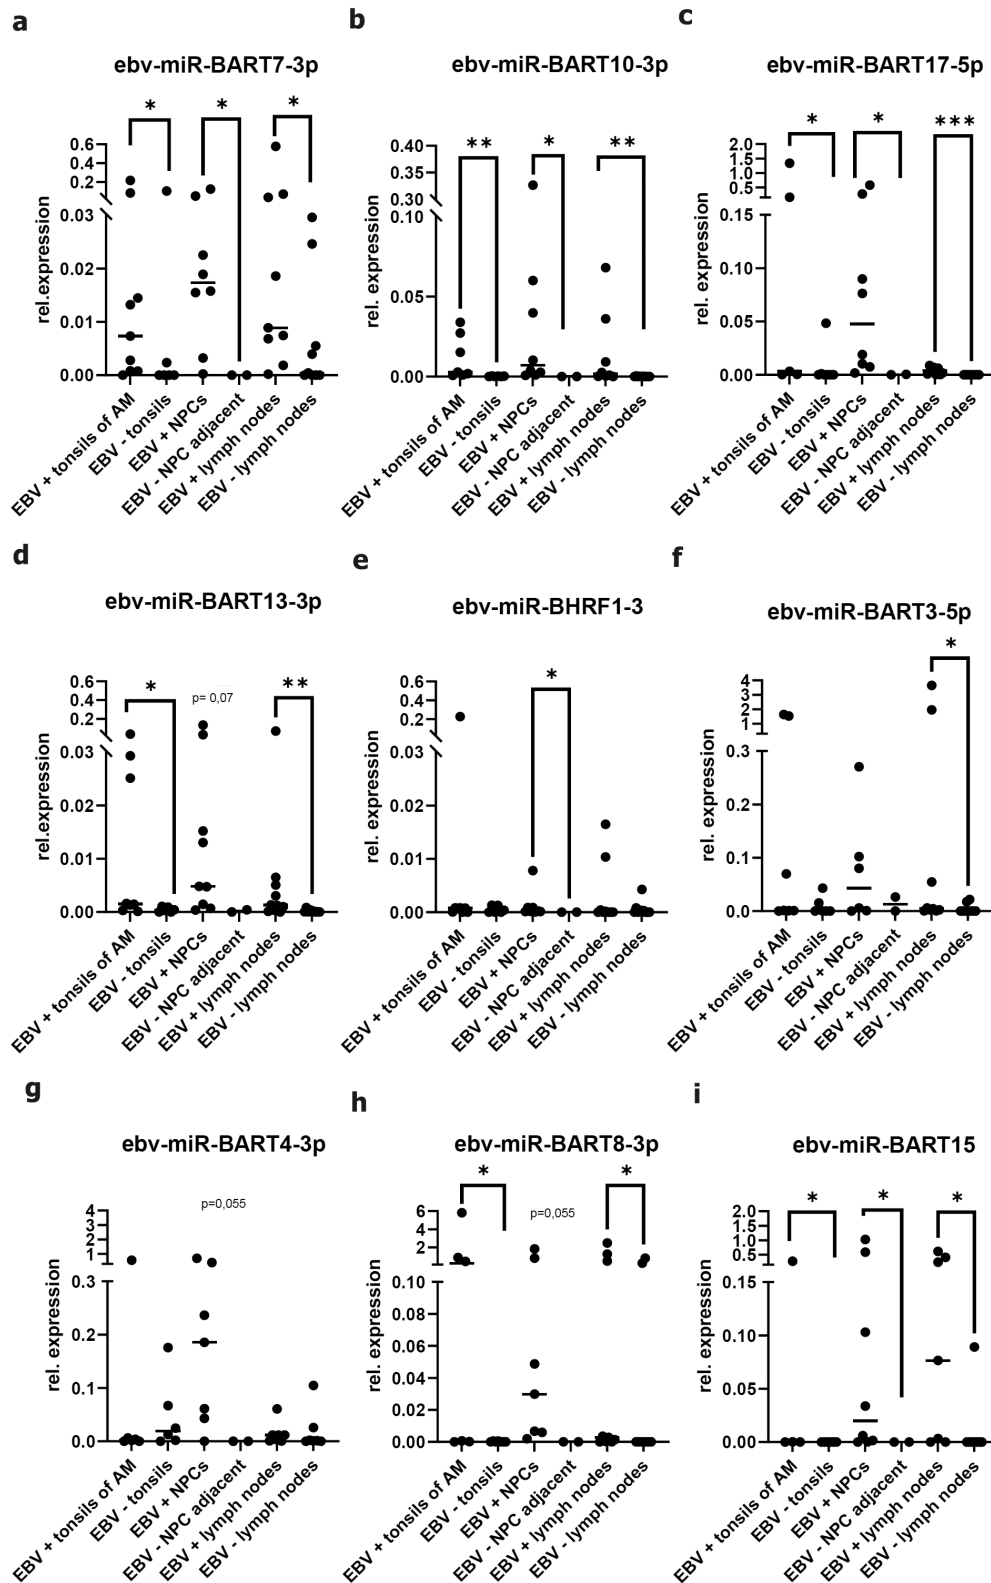 a
ebv-miR-BART7-3p
* * *
rel.expression
0.6
0.4
0.2
0.03
0.02
0.01
0.00
EBV + tonsils of AM
EBV - tonsils
EBV + NPCs
EBV - NPC adjacent
EBV + lymph nodes
EBV - lymph nodes
b
ebv-miR-BART10-3p
** * **
rel. expression
0.40
0.35
0.30
0.10
0.05
0.00
EBV + tonsils of AM
EBV - tonsils
EBV + NPCs
EBV - NPC adjacent
EBV + lymph nodes
EBV - lymph nodes
c
ebv-miR-BART17-5p
* * ***
rel. expression
2.0
1.5
1.0
0.5
0.15
0.10
0.05
0.00
EBV + tonsils of AM
EBV - tonsils
EBV + NPCs
EBV - NPC adjacent
EBV + lymph nodes
EBV - lymph nodes
d
ebv-miR-BART13-3p
* p= 0,07 **
rel.expression
0.6
0.4
0.2
0.03
0.02
0.01
0.00
EBV + tonsils of AM
EBV - tonsils
EBV + NPCs
EBV - NPC adjacent
EBV + lymph nodes
EBV - lymph nodes
e
ebv-miR-BHRF1-3
*
rel. expression
0.6
0.4
0.2
0.03
0.02
0.01
0.00
EBV + tonsils of AM
EBV - tonsils
EBV + NPCs
EBV - NPC adjacent
EBV + lymph nodes
EBV - lymph nodes
f
ebv-miR-BART3-5p
*
rel. expression
4
3
2
1
0.3
0.2
0.1
0.0
EBV + tonsils of AM
EBV - tonsils
EBV + NPCs
EBV - NPC adjacent
EBV + lymph nodes
EBV - lymph nodes
g
ebv-miR-BART4-3p
p=0,055
rel. expression
4
3
2
1
0.3
0.2
0.1
0.0
EBV + tonsils of AM
EBV - tonsils
EBV + NPCs
EBV - NPC adjacent
EBV + lymph nodes
EBV - lymph nodes
h
ebv-miR-BART8-3p
* p=0,055 *
rel. expression
6
4
2
0.10
0.08
0.06
0.04
0.02
0.00
EBV + tonsils of AM
EBV - tonsils
EBV + NPCs
EBV - NPC adjacent
EBV + lymph nodes
EBV - lymph nodes
i
ebv-miR-BART15
* * *
rel. expression
2.0
1.5
1.0
0.5
0.15
0.10
0.05
0.00
EBV + tonsils of AM
EBV - tonsils
EBV + NPCs
EBV - NPC adjacent
EBV + lymph nodes
EBV - lymph nodes